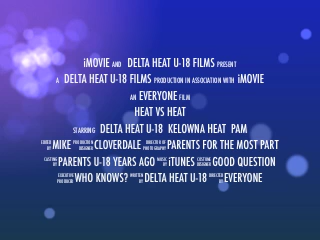 iMOVIE AND DELTA HEAT U-18 FILMS PRESENT
A DELTA HEAT U-18 FILMS PRODUCTION IN ASSOCIATION WITH iMOVIE
AN EVERYONE FILM
HEAT VS HEAT
STARRING DELTA HEAT U-18 KELOWNA HEAT PAM
EDITED BY MIKE PRODUCTION DESIGNER CLOVERDALE DIRECTOR OF PHOTOGRAPHY PARENTS FOR THE MOST PART
CASTING BY PARENTS U-18 YEARS AGO MUSIC BY iTUNES COSTUME DESIGNER GOOD QUESTION
EXECUTIVE PRODUCER WHO KNOWS? WRITTEN BY DELTA HEAT U-18 DIRECTED BY EVERYONE